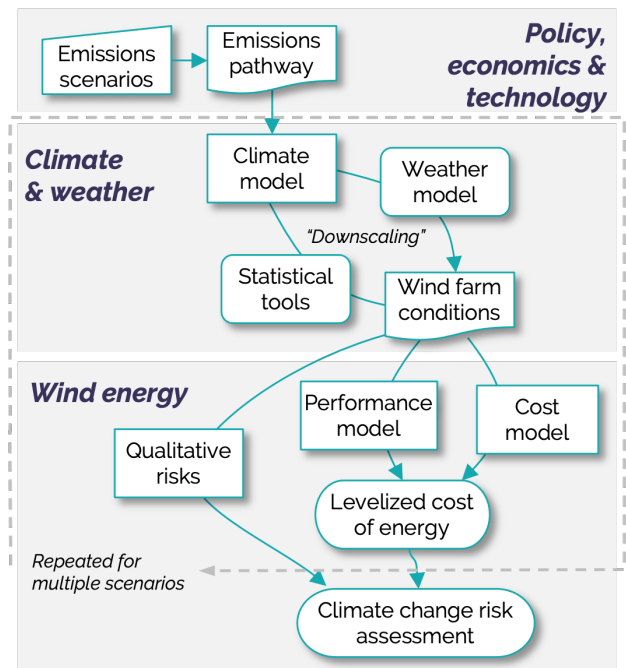 Policy,
economics &
technology
Emissions
scenarios
Emissions
pathway
Climate
& weather
Climate
model
Weather
model
“Downscaling”
Statistical
tools
Wind farm
conditions
Wind energy
Performance
model
Cost
model
Qualitative
risks
Levelized cost
of energy
Repeated for
multiple scenarios
Climate change risk
assessment